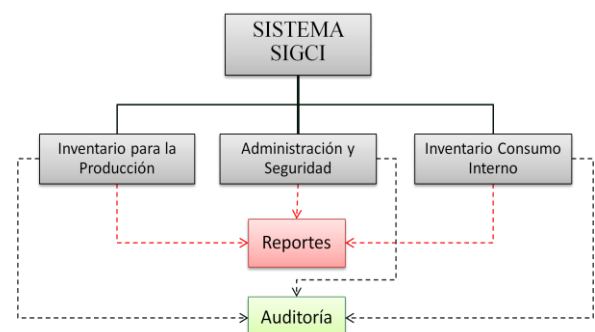 SISTEMA
SIGCI
Inventario para la
Producción
Administración y
Seguridad
Inventario Consumo
Interno
Reportes
Auditoría